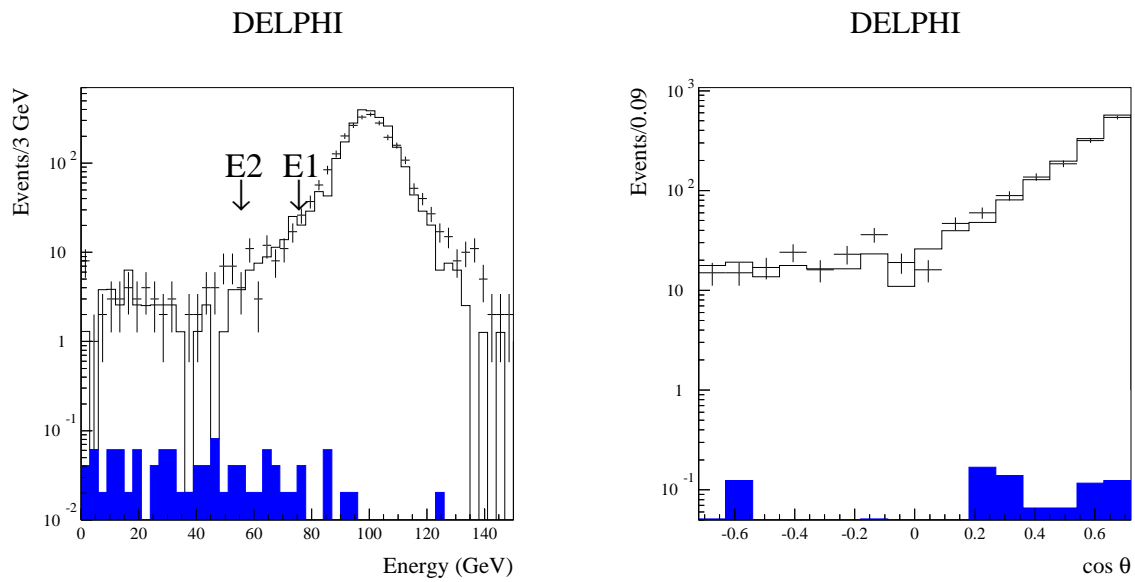 DELPHI
Events/3 GeV
10^2
10
1
10^-1
10^-2
E2
E1
0 20 40 60 80 100 120 140
Energy (GeV)
DELPHI
Events/0.09
10^3
10^2
10
1
10^-1
-0.6 -0.4 -0.2 0 0.2 0.4 0.6
cos θ